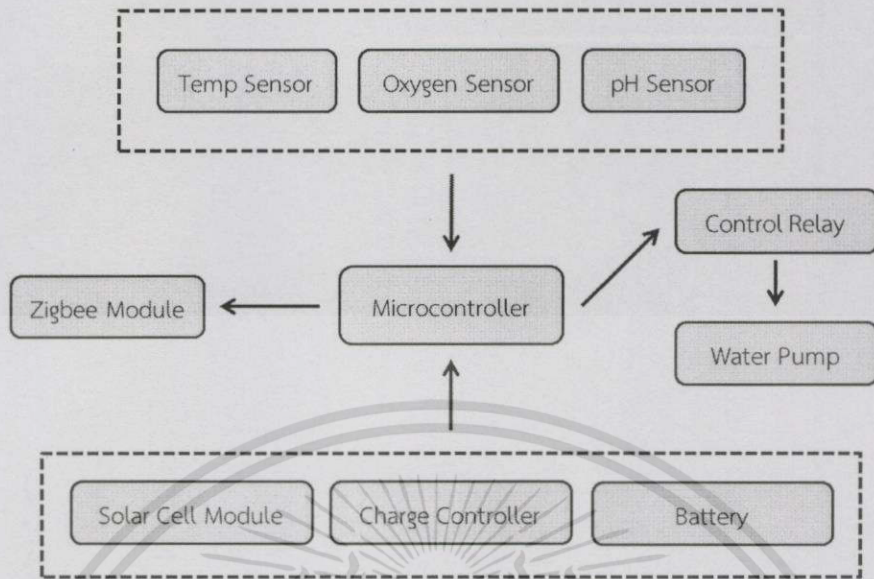 Temp Sensor
Oxygen Sensor
pH Sensor
Control Relay
Zigbee Module
Microcontroller
Water Pump
Solar Cell Module
Charge Controller
Battery